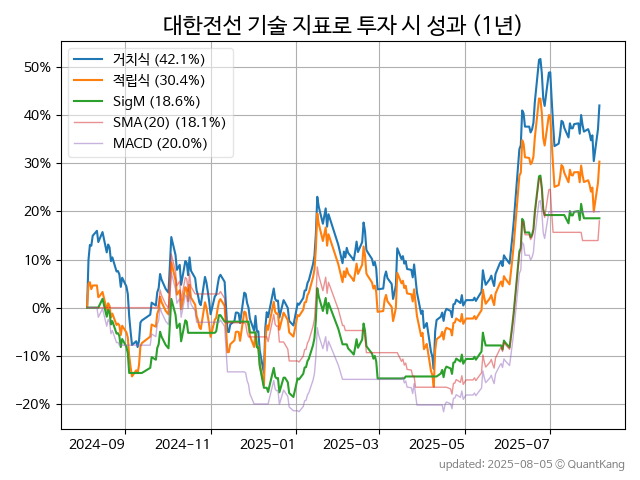 대한전선 기술 지표로 투자 시 성과 (1년)
거치식 (42.1%)
적립식 (30.4%)
SigM (18.6%)
SMA(20) (18.1%)
MACD (20.0%)
50%
40%
30%
20%
10%
0%
−10%
−20%
2024-09
2024-11
2025-01
2025-03
2025-05
2025-07
updated: 2025-08-05 © QuantKang